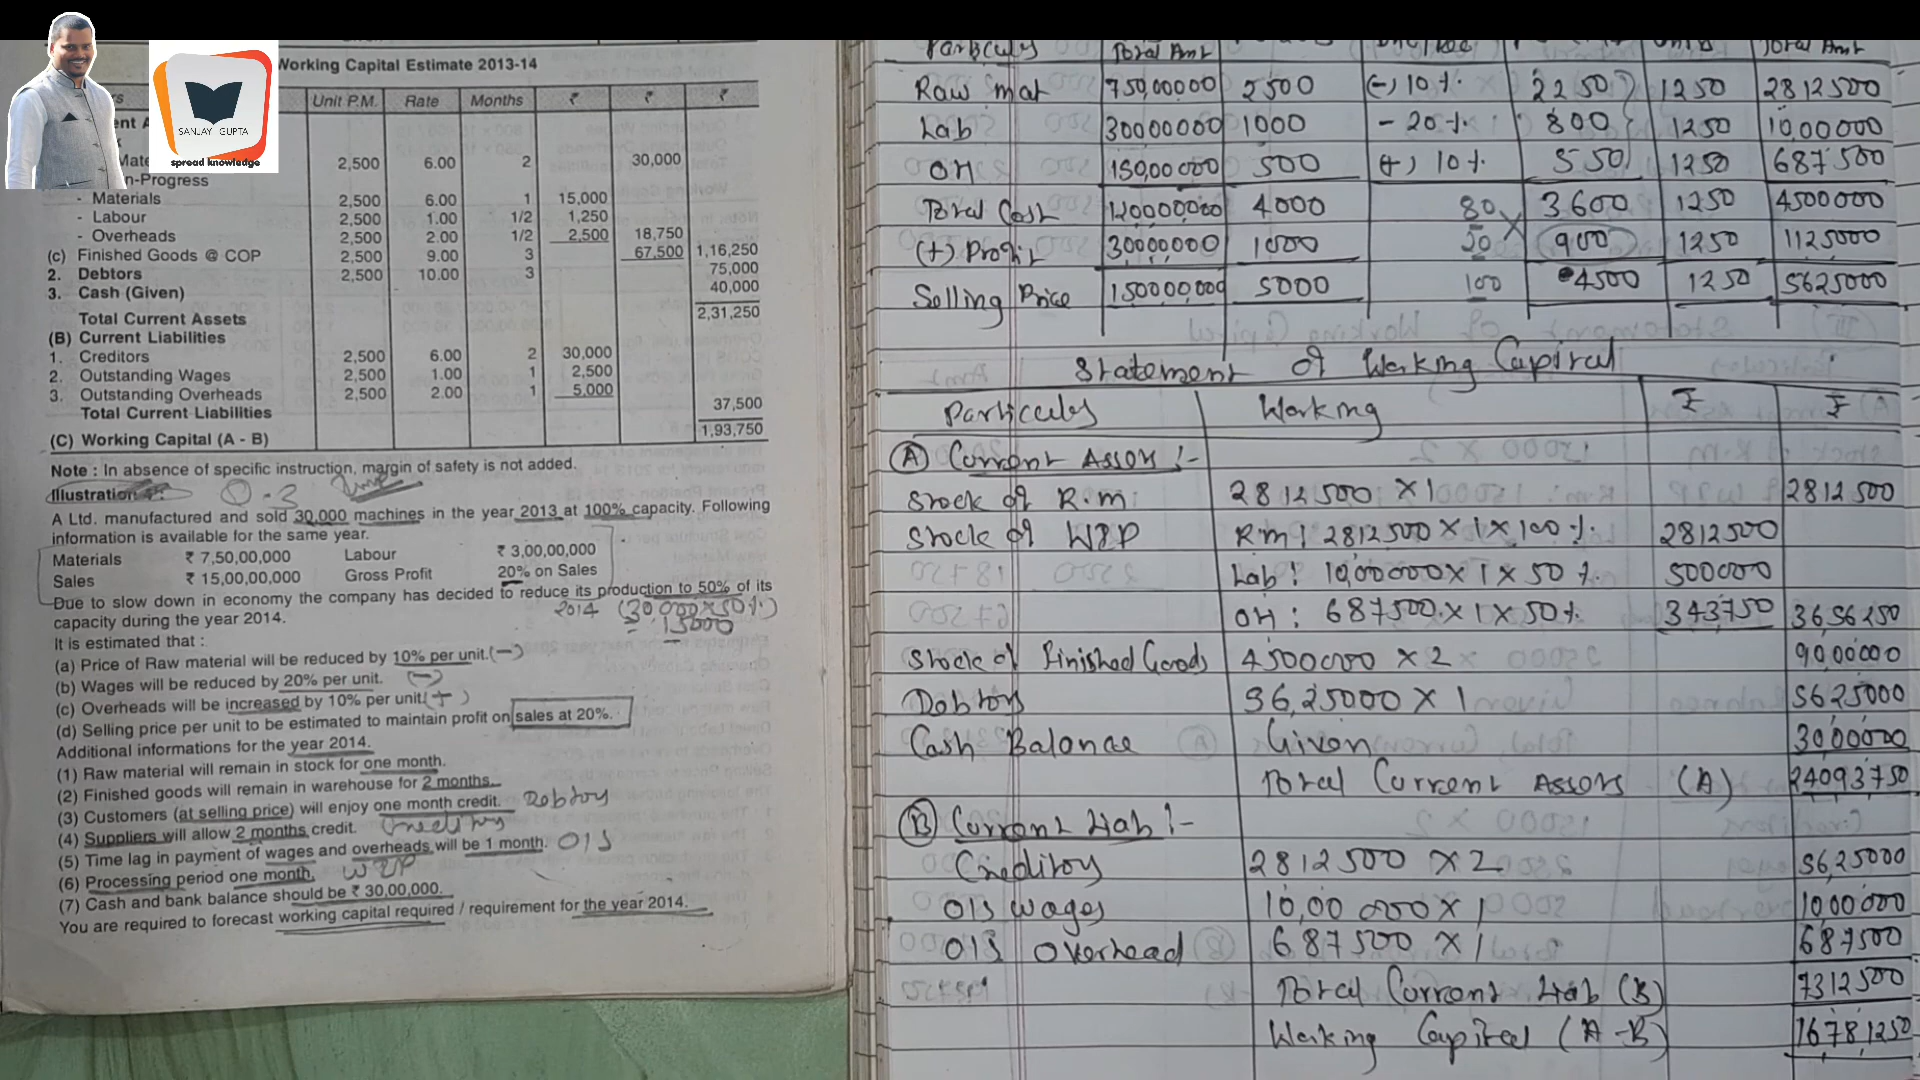 SANJAY GUPTA
spread knowledge
Working Capital Estimate 2013-14
Unit P.M. Rate Months ₹ ₹ ₹
2,500 6.00 2 30,000
n-Progress
- Materials 2,500 6.00 1 15,000
- Labour 2,500 1.00 1/2 1,250
- Overheads 2,500 2.00 1/2 2,500 18,750
(c) Finished Goods @ COP 2,500 9.00 3 67,500 1,16,250
2. Debtors 2,500 10.00 3 75,000
3. Cash (Given) 40,000
Total Current Assets 2,31,250
(B) Current Liabilities
1. Creditors 2,500 6.00 2 30,000
2. Outstanding Wages 2,500 1.00 1 2,500
3. Outstanding Overheads 2,500 2.00 1 5,000
Total Current Liabilities 37,500
(C) Working Capital (A - B) 1,93,750
Note : In absence of specific instruction, margin of safety is not added.
Illustration Q-3 Imp
A Ltd. manufactured and sold 30,000 machines in the year 2013 at 100% capacity. Following
information is available for the same year.
Materials ₹ 7,50,00,000 Labour ₹ 3,00,00,000
Sales ₹ 15,00,00,000 Gross Profit 20% on Sales
Due to slow down in economy the company has decided to reduce its production to 50% of its
capacity during the year 2014. 2014 (30,000x50%)
15000
It is estimated that :
(a) Price of Raw material will be reduced by 10% per unit. (-)
(b) Wages will be reduced by 20% per unit. (-)
(c) Overheads will be increased by 10% per unit. (+)
(d) Selling price per unit to be estimated to maintain profit on sales at 20%.
Additional informations for the year 2014.
(1) Raw material will remain in stock for one month.
(2) Finished goods will remain in warehouse for 2 months.
(3) Customers (at selling price) will enjoy one month credit. Debtors
(4) Suppliers will allow 2 months credit. Creditors
(5) Time lag in payment of wages and overheads will be 1 month. O/S
(6) Processing period one month. WIP
(7) Cash and bank balance should be ₹ 30,00,000.
You are required to forecast working capital required / requirement for the year 2014.
Particulars Total Amt Total Amt
Raw mat 750,00000 2500 (-) 10 % 2250 1250 2812500
Lab 30000000 1000 - 20 % 800 1250 10,00000
OH 150,00000 500 (+) 10 % 550 1250 687500
Total Cost 120000000 4000 80 3600 1250 4500000
(+) Profit 30000000 1000 20 900 1250 1125000
Selling Price 150000000 5000 100 4500 1250 5625000
Statement of Working Capital
Particulars Working ₹ ₹
(A) Current Assets :-
Stock of R.m 2812500 X 1 2812500
Stock of WIP Rm : 2812500 X 1 X 100 % 2812500
Lab : 10,00000 X 1 X 50 % 500000
OH : 687500 X 1 X 50 % 343750 3656250
Stock of Finished Goods 4500000 X 2 90,00000
Debtors 56,25000 X 1 5625000
Cash Balance Given 3000000
Total Current Assets (A) 24093750
(B) Current Liab :-
Creditors 2812500 X 2 56,25000
O/S wages 10,00 000 X 1 1000000
O/S Overhead 687500 X 1 687500
Total Current Liab (B) 7312500
Working Capital (A-B) 16781250